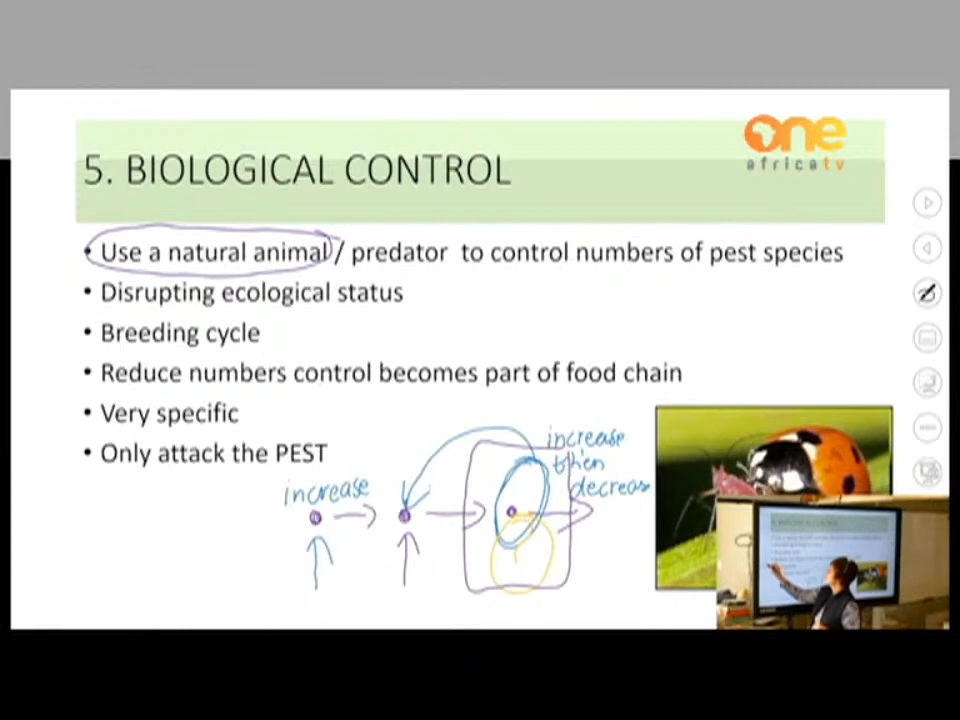 one
africa tv
5. BIOLOGICAL CONTROL
• Use a natural animal / predator to control numbers of pest species
• Disrupting ecological status
• Breeding cycle
• Reduce numbers control becomes part of food chain
• Very specific
• Only attack the PEST
increase
increase
then
decrease